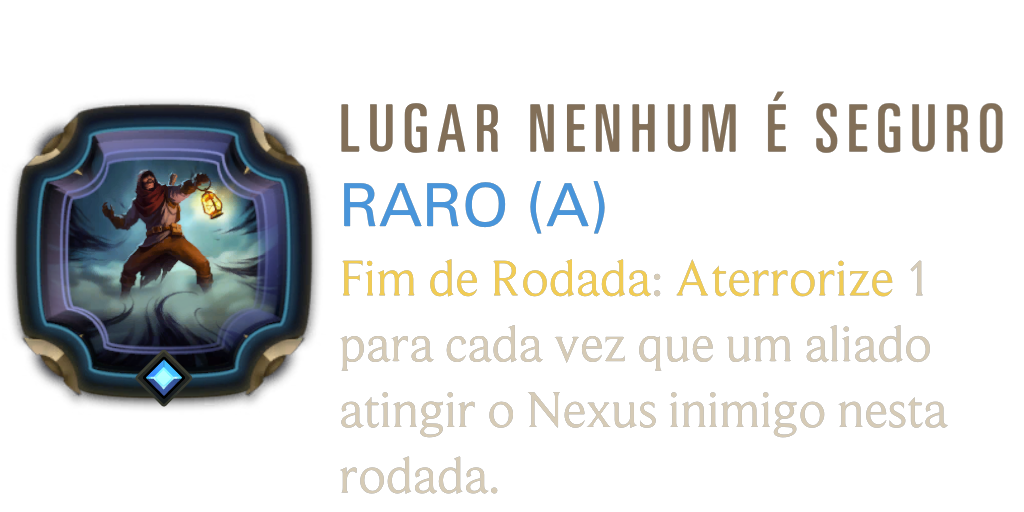 LUGAR NENHUM É SEGURO
RARO (A)
Fim de Rodada: Aterrorize 1
para cada vez que um aliado
atingir o Nexus inimigo nesta
rodada.